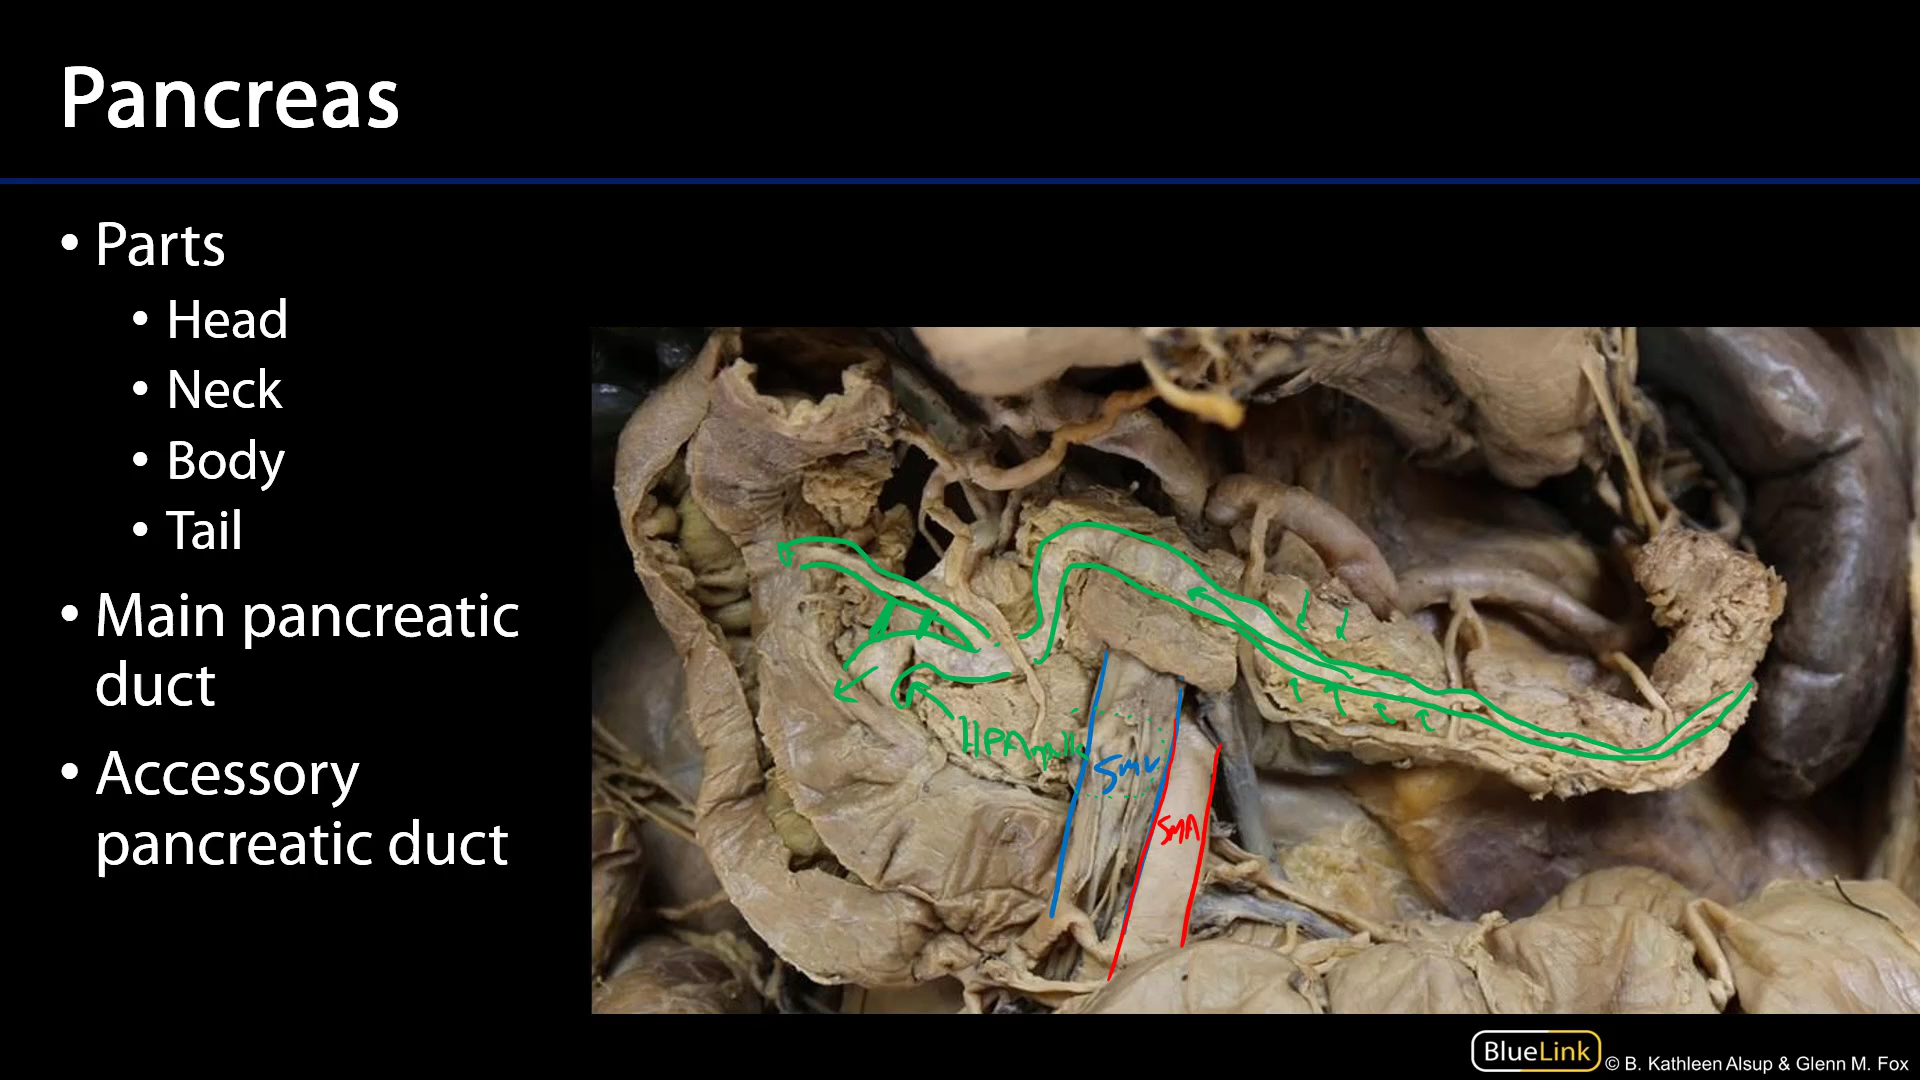 Pancreas
• Parts
• Head
• Neck
• Body
• Tail
• Main pancreatic
duct
• Accessory
pancreatic duct
SMV
SMA
BlueLink
© B. Kathleen Alsup & Glenn M. Fox